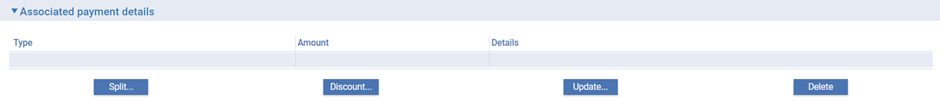 Associated payment details
Type Amount Details
Split... Discount... Update... Delete